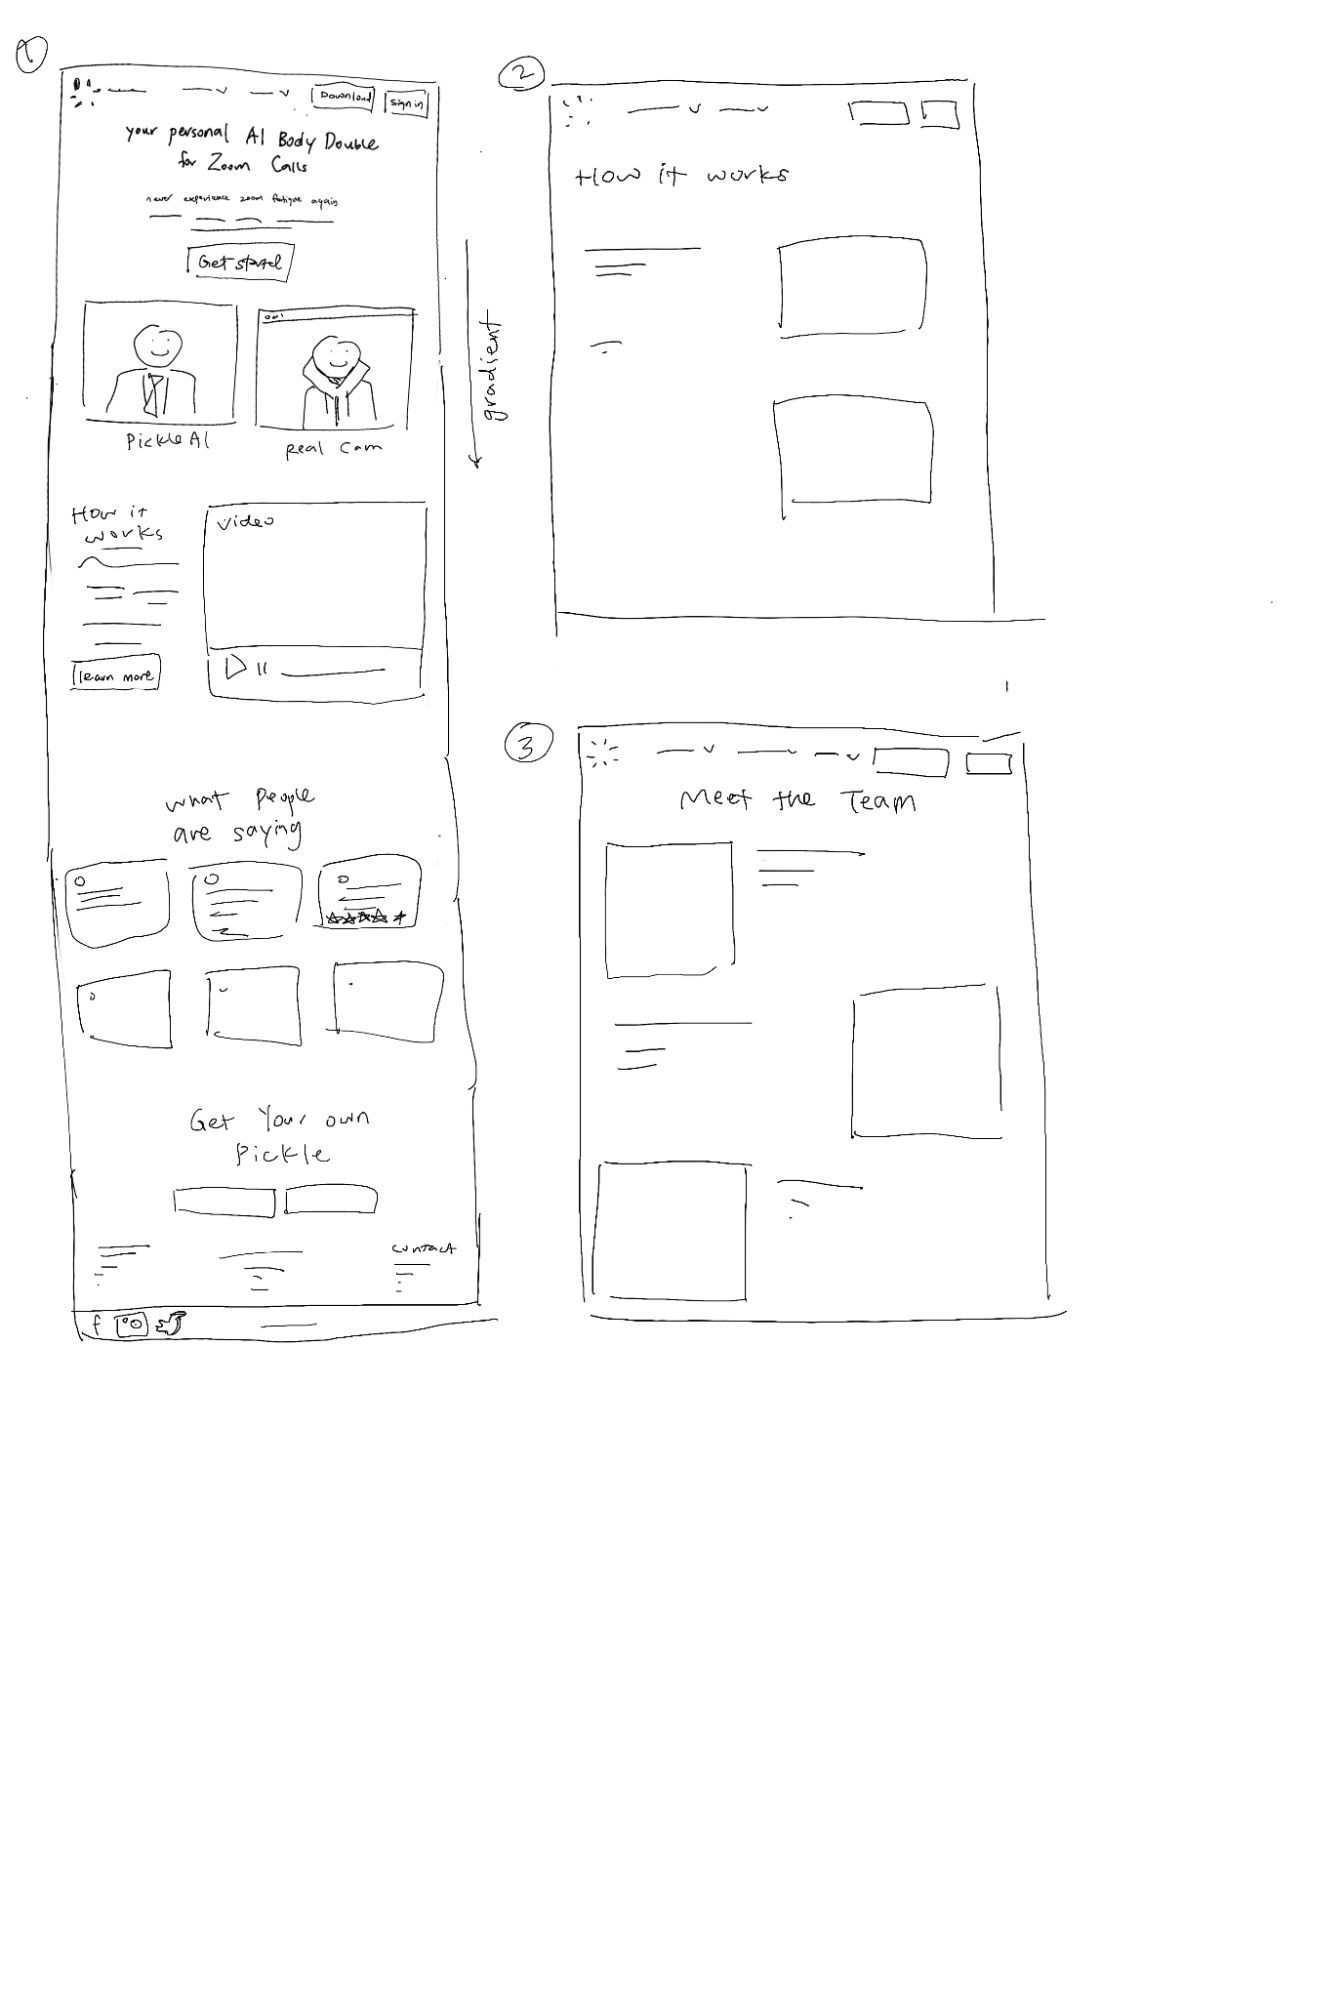 1
Download
Sign in
your personal AI Body Double
for Zoom Calls
never experience zoom fatigue again
Get started
Pickle AI
real cam
gradient
How it
works
video
learn more
what people
are saying
Get Your own
Pickle
contact
f
2
How it works
3
Meet the Team